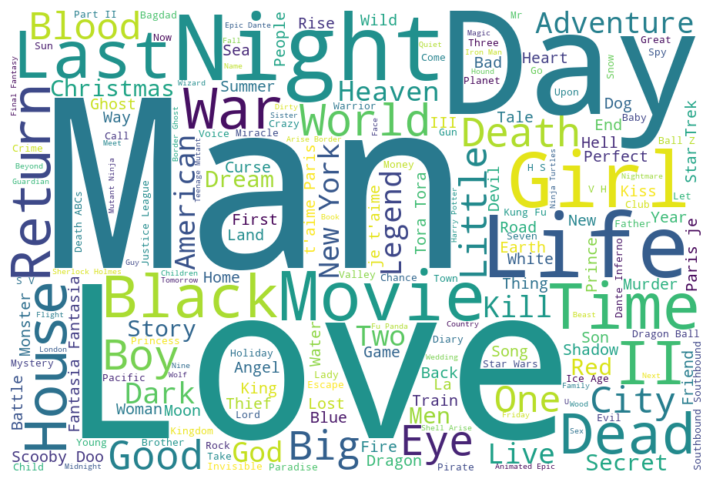 Part II
Bagdad
Epic Dante
Rise
Wild
People
Now
Sun
Fall
Name
Blood
Last
Night
Day
Quiet
Iron Man
Hound
Magic
Three
Planet
Come
Mr
Go
Upon
Great
Spy
Snow
Adventure
Bad
Heart
Sea
Final Fantasy
Christmas
Ghost
Way
Call
Meet
Crime
Beyond
Guardian
Mutant Ninja
Death ABCs
Justice League
Guy
Summer
Wizard
Heaven
War
World
Warrior
Dirty
Sister
Voice
Miracle
Crazy
Border Ghost
Teenage Mutant
Arise Border
Face
Gun
III
Tale
Dog
End
Baby
Ball Z
Star Trek
Death
Hell
Perfect
Nightmare
Return
Man
American
Curse
Dream
First
Land
Home
t'aime Paris
New York
Money
Book
je t'aime
Legend
Tora Tora
Harry Potter
Little
Devil
H S
V H
Ninja Turtles
Girl
Kiss
Club
Let
Kung Fu
New
Father
Year
Road
Seven
Earth
White
Life
Prince
Dante Inferno
Paris je
Murder
Sherlock Holmes
Children
Tomorrow
Valley
Chance
Town
Thing
S V
House
Monster
Flight
London
Mystery
Fantasia Fantasia
Black
Movie
Kill
Time
II
Beast
Dragon Ball
Love
Story
Princess
Boy
Nine
Wolf
Holiday
Angel
Water
Two
Fu Panda
Diary
Country
Game
Wedding
Star Wars
Song
Son
Shadow
Red
Ice Age
Friend
Southbound Southbound
Battle
Pacific
Dark
King
Thief
Lady
Escape
Lost
Back
La
One
City
Family
Next
Woman
Moon
Lord
Kingdom
Blue
Train
Men
Friday
Shell Arise
U
Wood
Evil
Dead
Scooby Doo
Young
Brother
Good
Rock
Take
God
Big
Fire
Eye
Live
Sex
Secret
Child
Midnight
Invisible
Paradise
Dragon
Pirate
Animated Epic